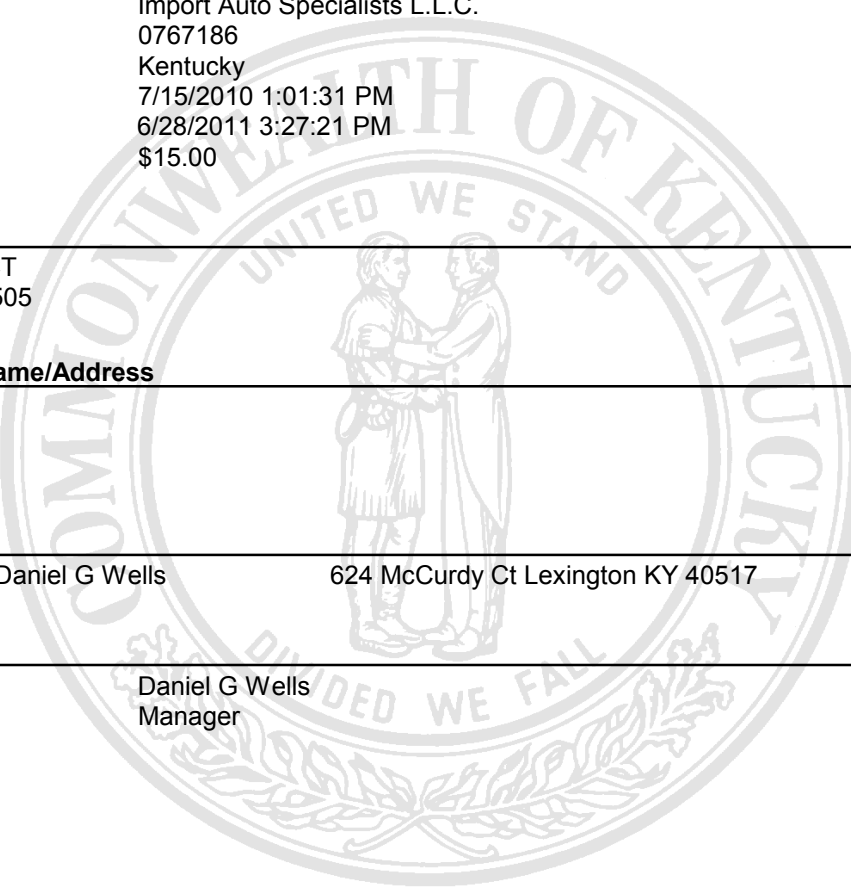 Import Auto Specialists L.L.C.
0767186
Kentucky
7/15/2010 1:01:31 PM
6/28/2011 3:27:21 PM
$15.00
T
505
ame/Address
Daniel G Wells 624 McCurdy Ct Lexington KY 40517
Daniel G Wells
Manager
COMMONWEALTH OF KENTUCKY
UNITED WE STAND
DIVIDED WE FALL